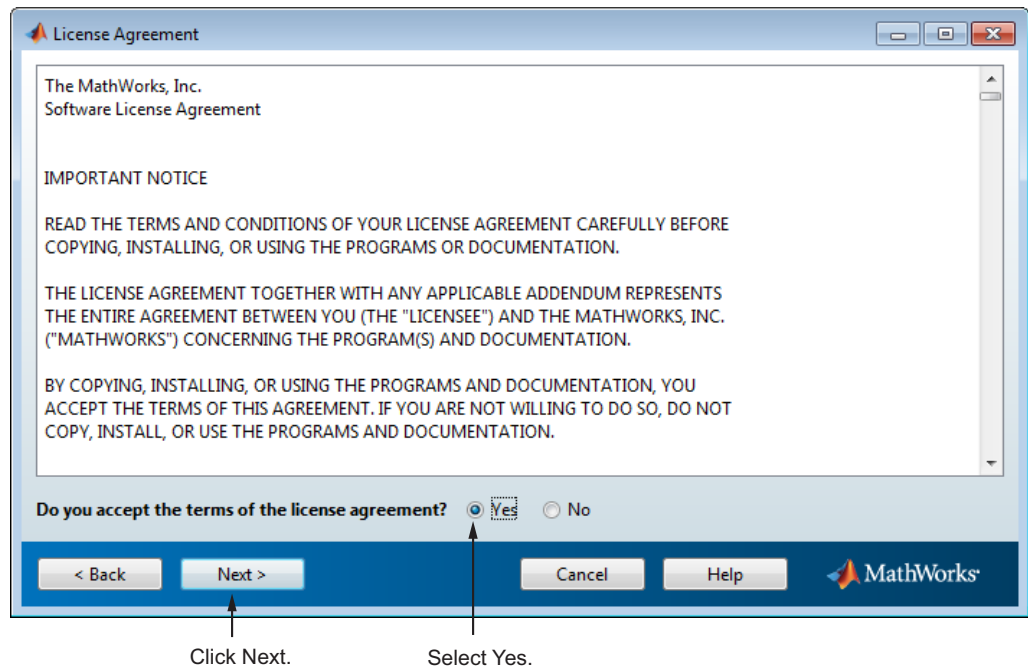 License Agreement
The MathWorks, Inc.
Software License Agreement
IMPORTANT NOTICE
READ THE TERMS AND CONDITIONS OF YOUR LICENSE AGREEMENT CAREFULLY BEFORE
COPYING, INSTALLING, OR USING THE PROGRAMS OR DOCUMENTATION.
THE LICENSE AGREEMENT TOGETHER WITH ANY APPLICABLE ADDENDUM REPRESENTS
THE ENTIRE AGREEMENT BETWEEN YOU (THE "LICENSEE") AND THE MATHWORKS, INC.
("MATHWORKS") CONCERNING THE PROGRAM(S) AND DOCUMENTATION.
BY COPYING, INSTALLING, OR USING THE PROGRAMS AND DOCUMENTATION, YOU
ACCEPT THE TERMS OF THIS AGREEMENT. IF YOU ARE NOT WILLING TO DO SO, DO NOT
COPY, INSTALL, OR USE THE PROGRAMS AND DOCUMENTATION.
Do you accept the terms of the license agreement? Yes No
< Back Next > Cancel Help MathWorks
Click Next. Select Yes.